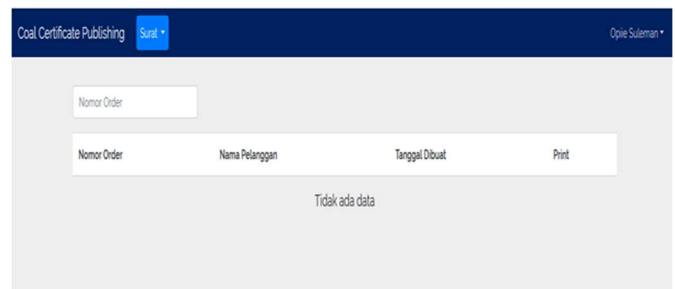 Coal Certificate Publishing Surat Opie Suleman
Nomor Order
Nomor Order Nama Pelanggan Tanggal Dibuat Print
Tidak ada data